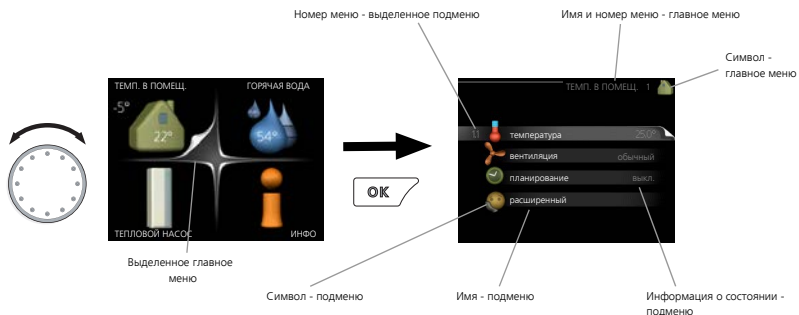 Номер меню - выделенное подменю
Имя и номер меню - главное меню
Символ -
главное меню
ТЕМП. В ПОМЕЩ.
ГОРЯЧАЯ ВОДА
-5°
22°
54°
ТЕПЛОВОЙ НАСОС
ИНФО
OK
ТЕМП. В ПОМЕЩ. 1
1.1 температура 25.0°
вентиляция обычный
планирование выкл.
расширенный
Выделенное главное
меню
Символ - подменю
Имя - подменю
Информация о состоянии -
подменю